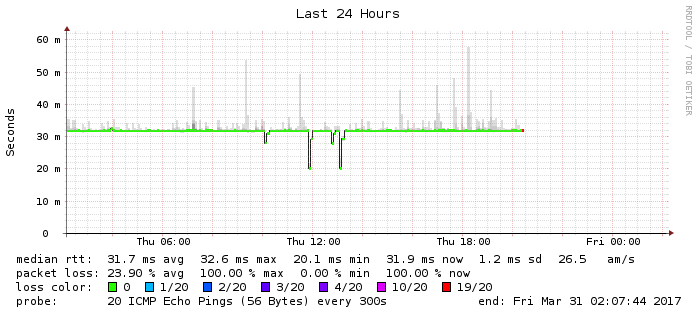 Last 24 Hours
RRDTOOL / TOBI OETIKER
Seconds
60 m
50 m
40 m
30 m
20 m
10 m
0
Thu 06:00 Thu 12:00 Thu 18:00 Fri 00:00
median rtt: 31.7 ms avg 32.6 ms max 20.1 ms min 31.9 ms now 1.2 ms sd 26.5 am/s
packet loss: 23.90 % avg 100.00 % max 0.00 % min 100.00 % now
loss color: 0 1/20 2/20 3/20 4/20 10/20 19/20
probe: 20 ICMP Echo Pings (56 Bytes) every 300s end: Fri Mar 31 02:07:44 2017